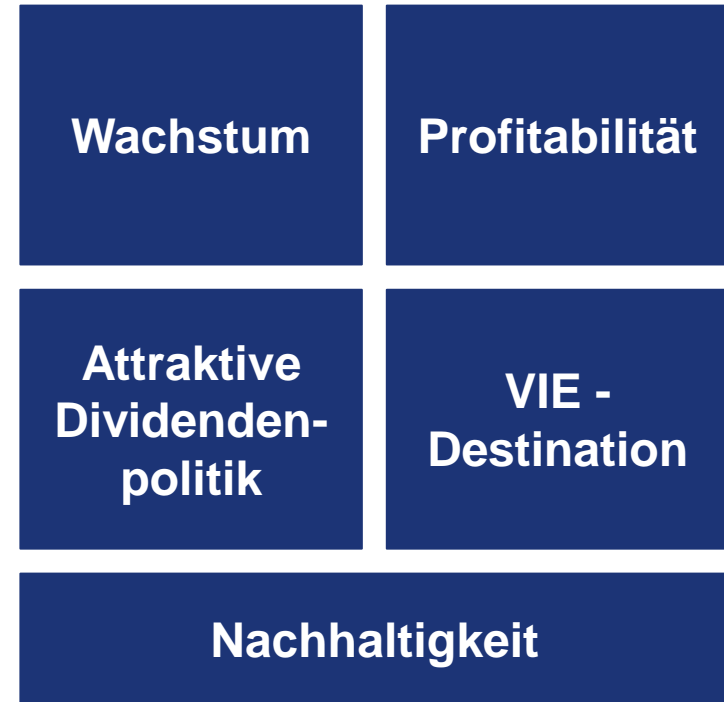 Wachstum
Profitabilität
Attraktive
Dividenden-
politik
VIE -
Destination
Nachhaltigkeit